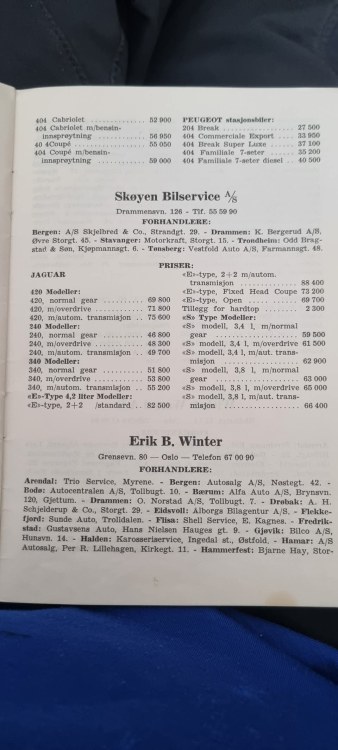 404 Cabriolet .............. 52 900
404 Cabriolet m/bensin-
innsprøytning ............ 56 950
40 4Coupé .................. 55 050
404 Coupé m/bensin-
innsprøytning ............ 59 000
PEUGEOT stasjonsbiler:
204 Break .................. 27 500
404 Commerciale Export .. 33 950
404 Break Super Luxe .... 37 100
404 Familiale 7-seter ..... 35 200
404 Familiale 7-seter diesel .. 40 500
Skøyen Bilservice A/S
Drammensvn. 126 - Tlf. 55 59 90
FORHANDLERE:
Bergen: A/S Skjelbred & Co., Strandgt. 29. - Drammen: K. Bergerud A/S,
Øvre Storgt. 45. - Stavanger: Motorkraft, Storgt. 15. - Trondheim: Odd Brag-
stad & Søn, Kjøpmannsgt. 6. - Tønsberg: Vestfold Auto A/S, Farmannsgt. 48.
PRISER:
JAGUAR
420 Modeller:
420, normal gear .......... 69 800
420, m/overdrive .......... 71 800
420, m/autom. transmisjon .. 75 600
240 Modeller:
240, normal gear .......... 46 800
240, m/overdrive .......... 48 300
240, m/autom. transmisjon .. 49 700
340 Modeller:
340, normal gear .......... 51 800
340, m/overdrive .......... 53 800
340, m/autom. transmisjon .. 55 200
«E»-Type 4,2 liter Modeller:
«E»-type, 2+2 /standard .. 82 500
«E»-type, 2+2 m/autom.
transmisjon .............. 88 400
«E»-type, Fixed Head Coupe 73 200
«E»-type, Open ........... 69 700
Tillegg for hardtop ........ 2 300
«S» Type Modeller:
«S» modell, 3,4 l, m/normal
gear .................... 59 500
«S» modell, 3,4 l, m/overdrive 61 500
«S» modell, 3,4 l, m/aut. trans-
misjon .................. 62 900
«S» modell, 3,8 l, m/normal
gear .................... 63 000
«S» modell, 3,8 l, m/overdrive 65 000
«S» modell, 3,8 l, m/aut. trans-
misjon .................. 66 400
Erik B. Winter
Grensevn. 80 — Oslo — Telefon 67 00 90
FORHANDLERE:
Arendal: Trio Service, Myrene. - Bergen: Autosalg A/S, Nøstegt. 42. -
Bodø: Autocentralen A/S, Tollbugt. 10. - Bærum: Alfa Auto A/S, Brynsvn.
120, Gjettum. - Drammen: O. Norstad A/S, Tollbugt. 7. - Drøbak: A. H.
Schjelderup & Co., Storgt. 29. - Eidsvoll: Alborgs Bilagentur A/S. - Flekke-
fjord: Sunde Auto, Trolldalen. - Flisa: Shell Service, E. Kagnes. - Fredrik-
stad: Gustavsens Auto, Hans Nielsen Hauges gt. 9. - Gjøvik: Bilco A/S,
Hunsvn. 14. - Halden: Karosseriservice, Ingedal st., Østfold. - Hamar: A/S
Autosalg, Per R. Lillehagen, Kirkegt. 11. - Hammerfest: Bjarne Hay, Stor-